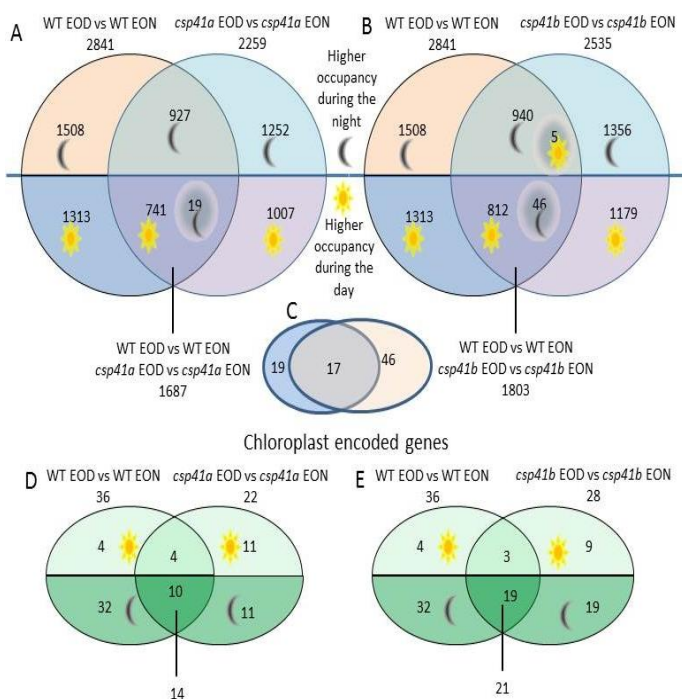 A
WT EOD vs WT EON
2841
csp41a EOD vs csp41a EON
2259
1508
927
1252
1313
741
19
1007
WT EOD vs WT EON
csp41a EOD vs csp41a EON
1687
Higher
occupancy
during the
night
Higher
occupancy
during the
day
B
WT EOD vs WT EON
2841
csp41b EOD vs csp41b EON
2535
1508
940
5
1356
1313
812
46
1179
WT EOD vs WT EON
csp41b EOD vs csp41b EON
1803
C
19
17
46
Chloroplast encoded genes
D
WT EOD vs WT EON
36
csp41a EOD vs csp41a EON
22
4
4
11
32
10
11
14
E
WT EOD vs WT EON
36
csp41b EOD vs csp41b EON
28
4
3
9
32
19
19
21